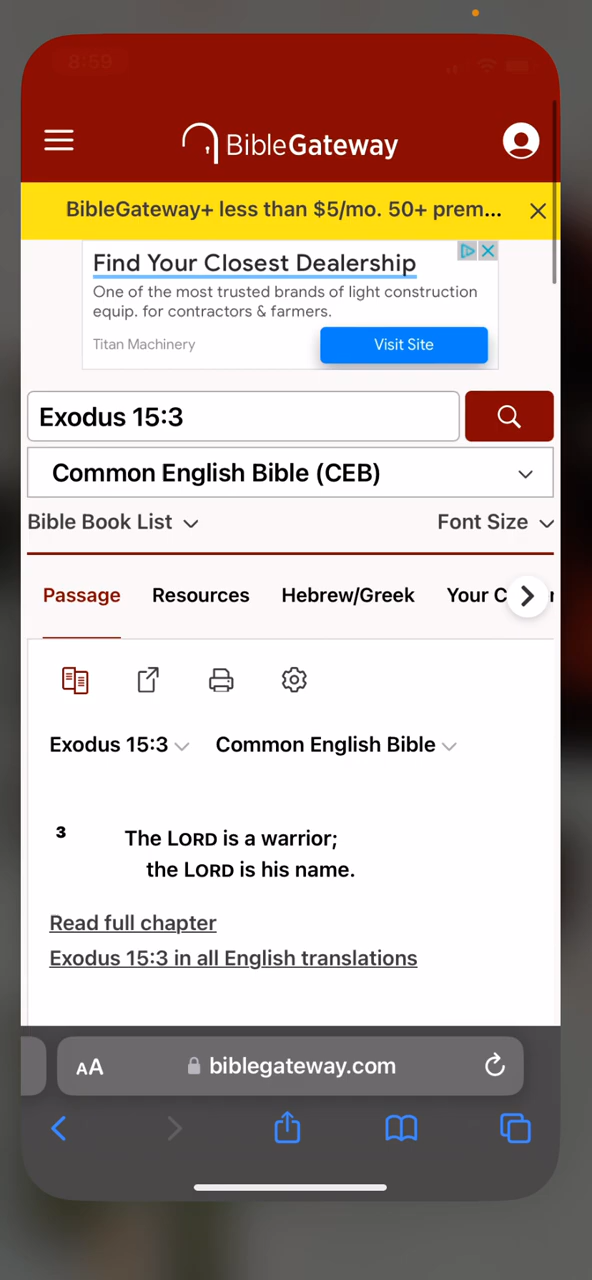 8:59
BibleGateway
BibleGateway+ less than $5/mo. 50+ prem...
Find Your Closest Dealership
One of the most trusted brands of light construction
equip. for contractors & farmers.
Titan Machinery
Visit Site
Exodus 15:3
Common English Bible (CEB)
Bible Book List
Font Size
Passage Resources Hebrew/Greek Your C
Exodus 15:3 Common English Bible
3 The LORD is a warrior;
the LORD is his name.
Read full chapter
Exodus 15:3 in all English translations
AA
biblegateway.com